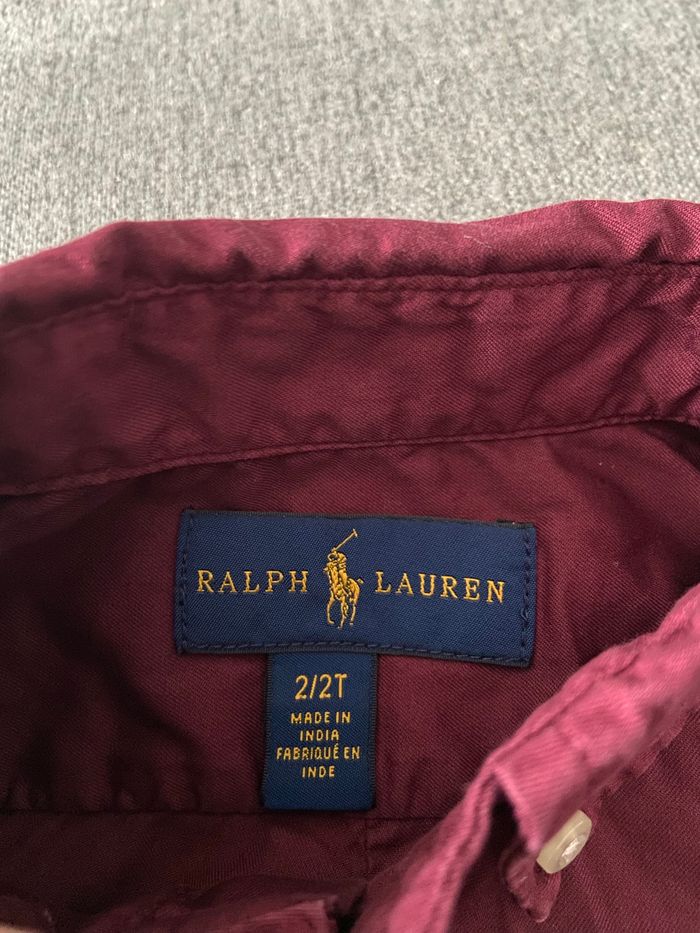 RALPH LAUREN
2/2T
MADE IN
INDIA
FABRIQUÉ EN
INDE